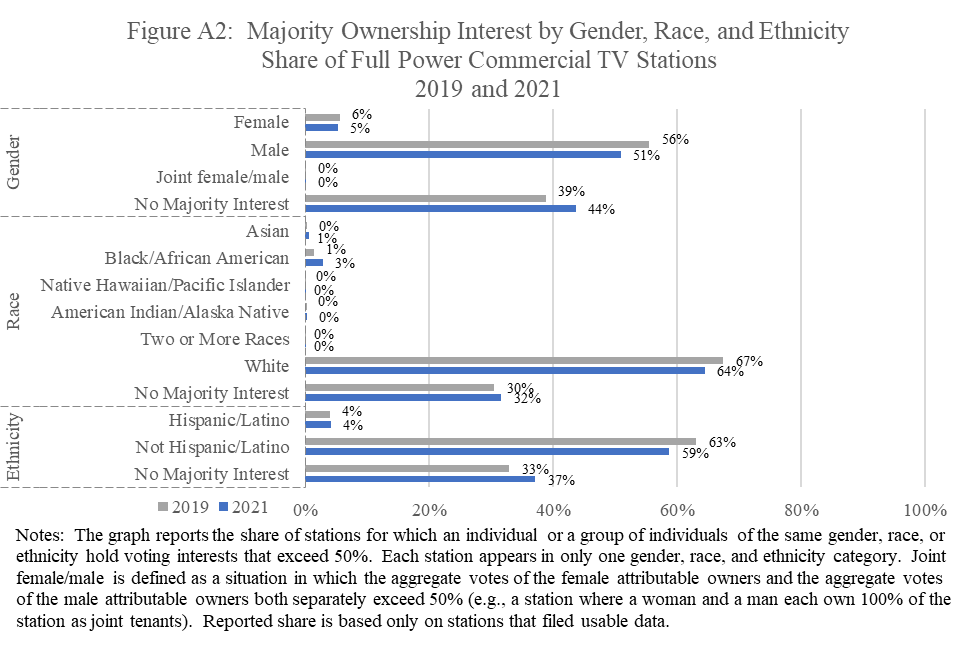 Figure A2:  Majority Ownership Interest by Gender, Race, and Ethnicity
Share of Full Power Commercial TV Stations
2019 and 2021
Gender
Female
6%
5%
Male
56%
51%
Joint female/male
0%
0%
No Majority Interest
39%
44%
Race
Asian
0%
1%
Black/African American
1%
3%
Native Hawaiian/Pacific Islander
0%
0%
American Indian/Alaska Native
0%
0%
Two or More Races
0%
0%
White
67%
64%
No Majority Interest
30%
32%
Ethnicity
Hispanic/Latino
4%
4%
Not Hispanic/Latino
63%
59%
No Majority Interest
33%
37%
2019 2021
0% 20% 40% 60% 80% 100%
Notes:  The graph reports the share of stations for which an individual or a group of individuals of the same gender, race, or
ethnicity hold voting interests that exceed 50%.  Each station appears in only one gender, race, and ethnicity category.  Joint
female/male is defined as a situation in which the aggregate votes of the female attributable owners and the aggregate votes
of the male attributable owners both separately exceed 50% (e.g., a station where a woman and a man each own 100% of the
station as joint tenants).  Reported share is based only on stations that filed usable data.